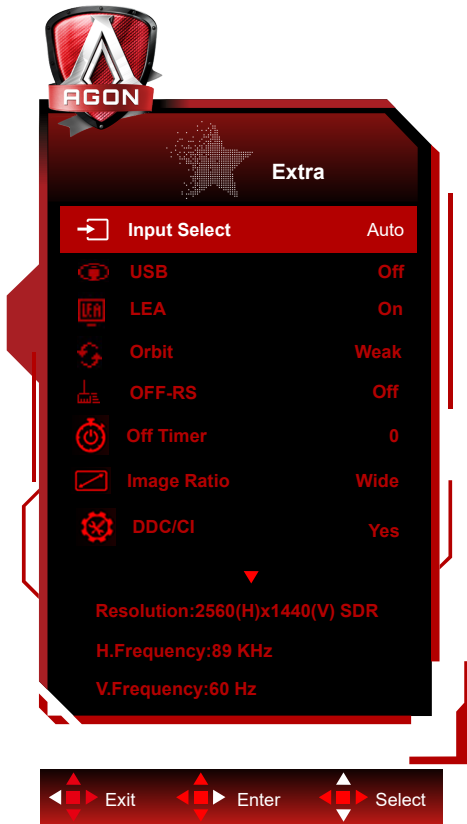 AGON
Extra
Input Select Auto
USB Off
LEA
LEA On
Orbit Weak
OFF-RS Off
Off Timer 0
Image Ratio Wide
DDC/CI Yes
Resolution:2560(H)x1440(V) SDR
H.Frequency:89 KHz
V.Frequency:60 Hz
Exit Enter Select